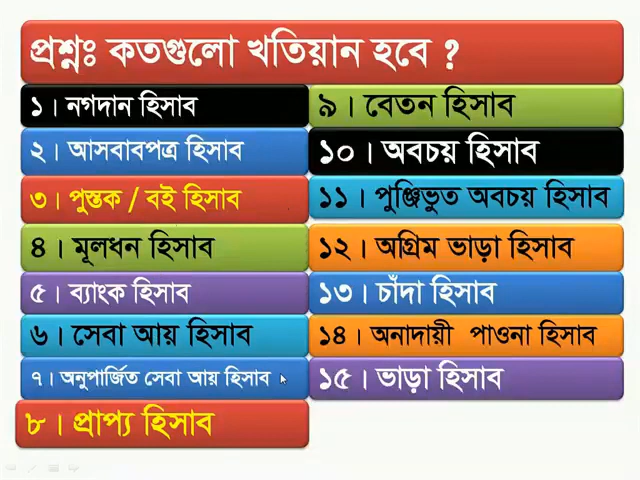 প্রশ্নঃ কতগুলো খতিয়ান হবে ?
১। নগদান হিসাব
২। আসবাবপত্র হিসাব
৩। পুস্তক / বই হিসাব
৪। মূলধন হিসাব
৫। ব্যাংক হিসাব
৬। সেবা আয় হিসাব
৭। অনুপার্জিত সেবা আয় হিসাব
৮। প্রাপ্য হিসাব
৯। বেতন হিসাব
১০। অবচয় হিসাব
১১। পুঞ্জিভুত অবচয় হিসাব
১২। অগ্রিম ভাড়া হিসাব
১৩। চাঁদা হিসাব
১৪। অনাদায়ী পাওনা হিসাব
১৫। ভাড়া হিসাব